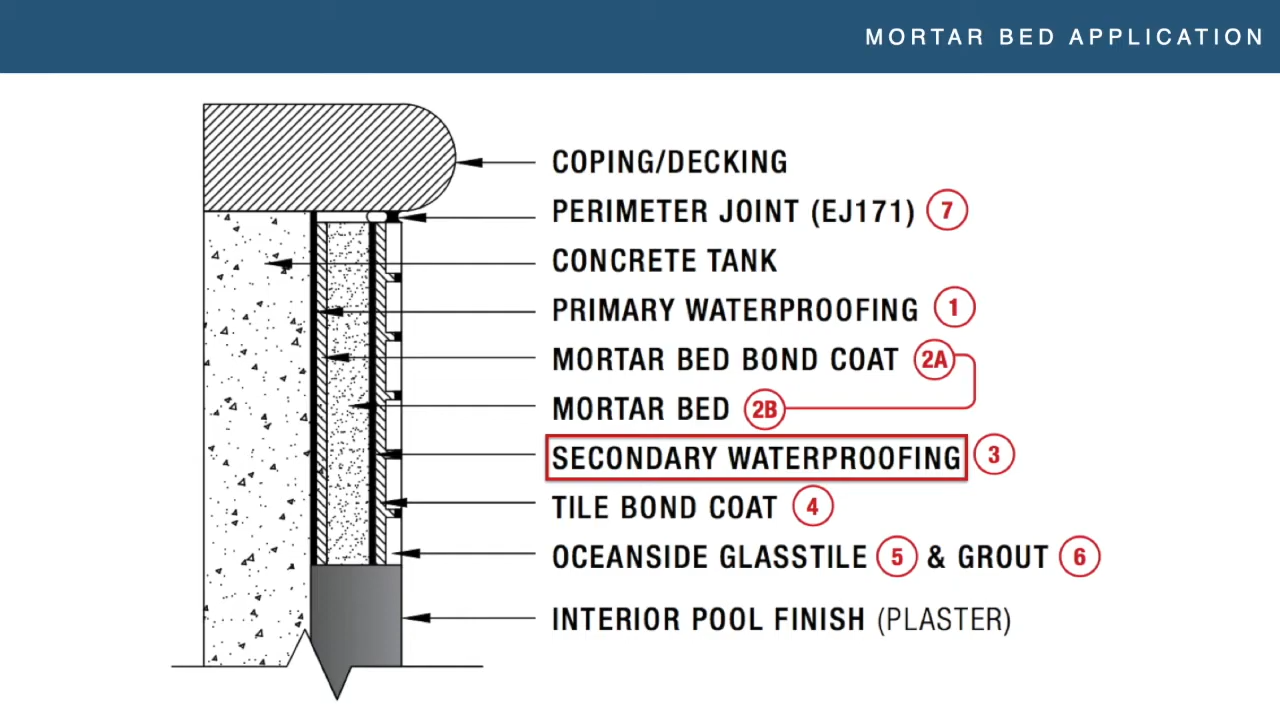 MORTAR BED APPLICATION
COPING/DECKING
PERIMETER JOINT (EJ171) 7
CONCRETE TANK
PRIMARY WATERPROOFING 1
MORTAR BED BOND COAT 2A
MORTAR BED 2B
SECONDARY WATERPROOFING 3
TILE BOND COAT 4
OCEANSIDE GLASSTILE 5 & GROUT 6
INTERIOR POOL FINISH (PLASTER)